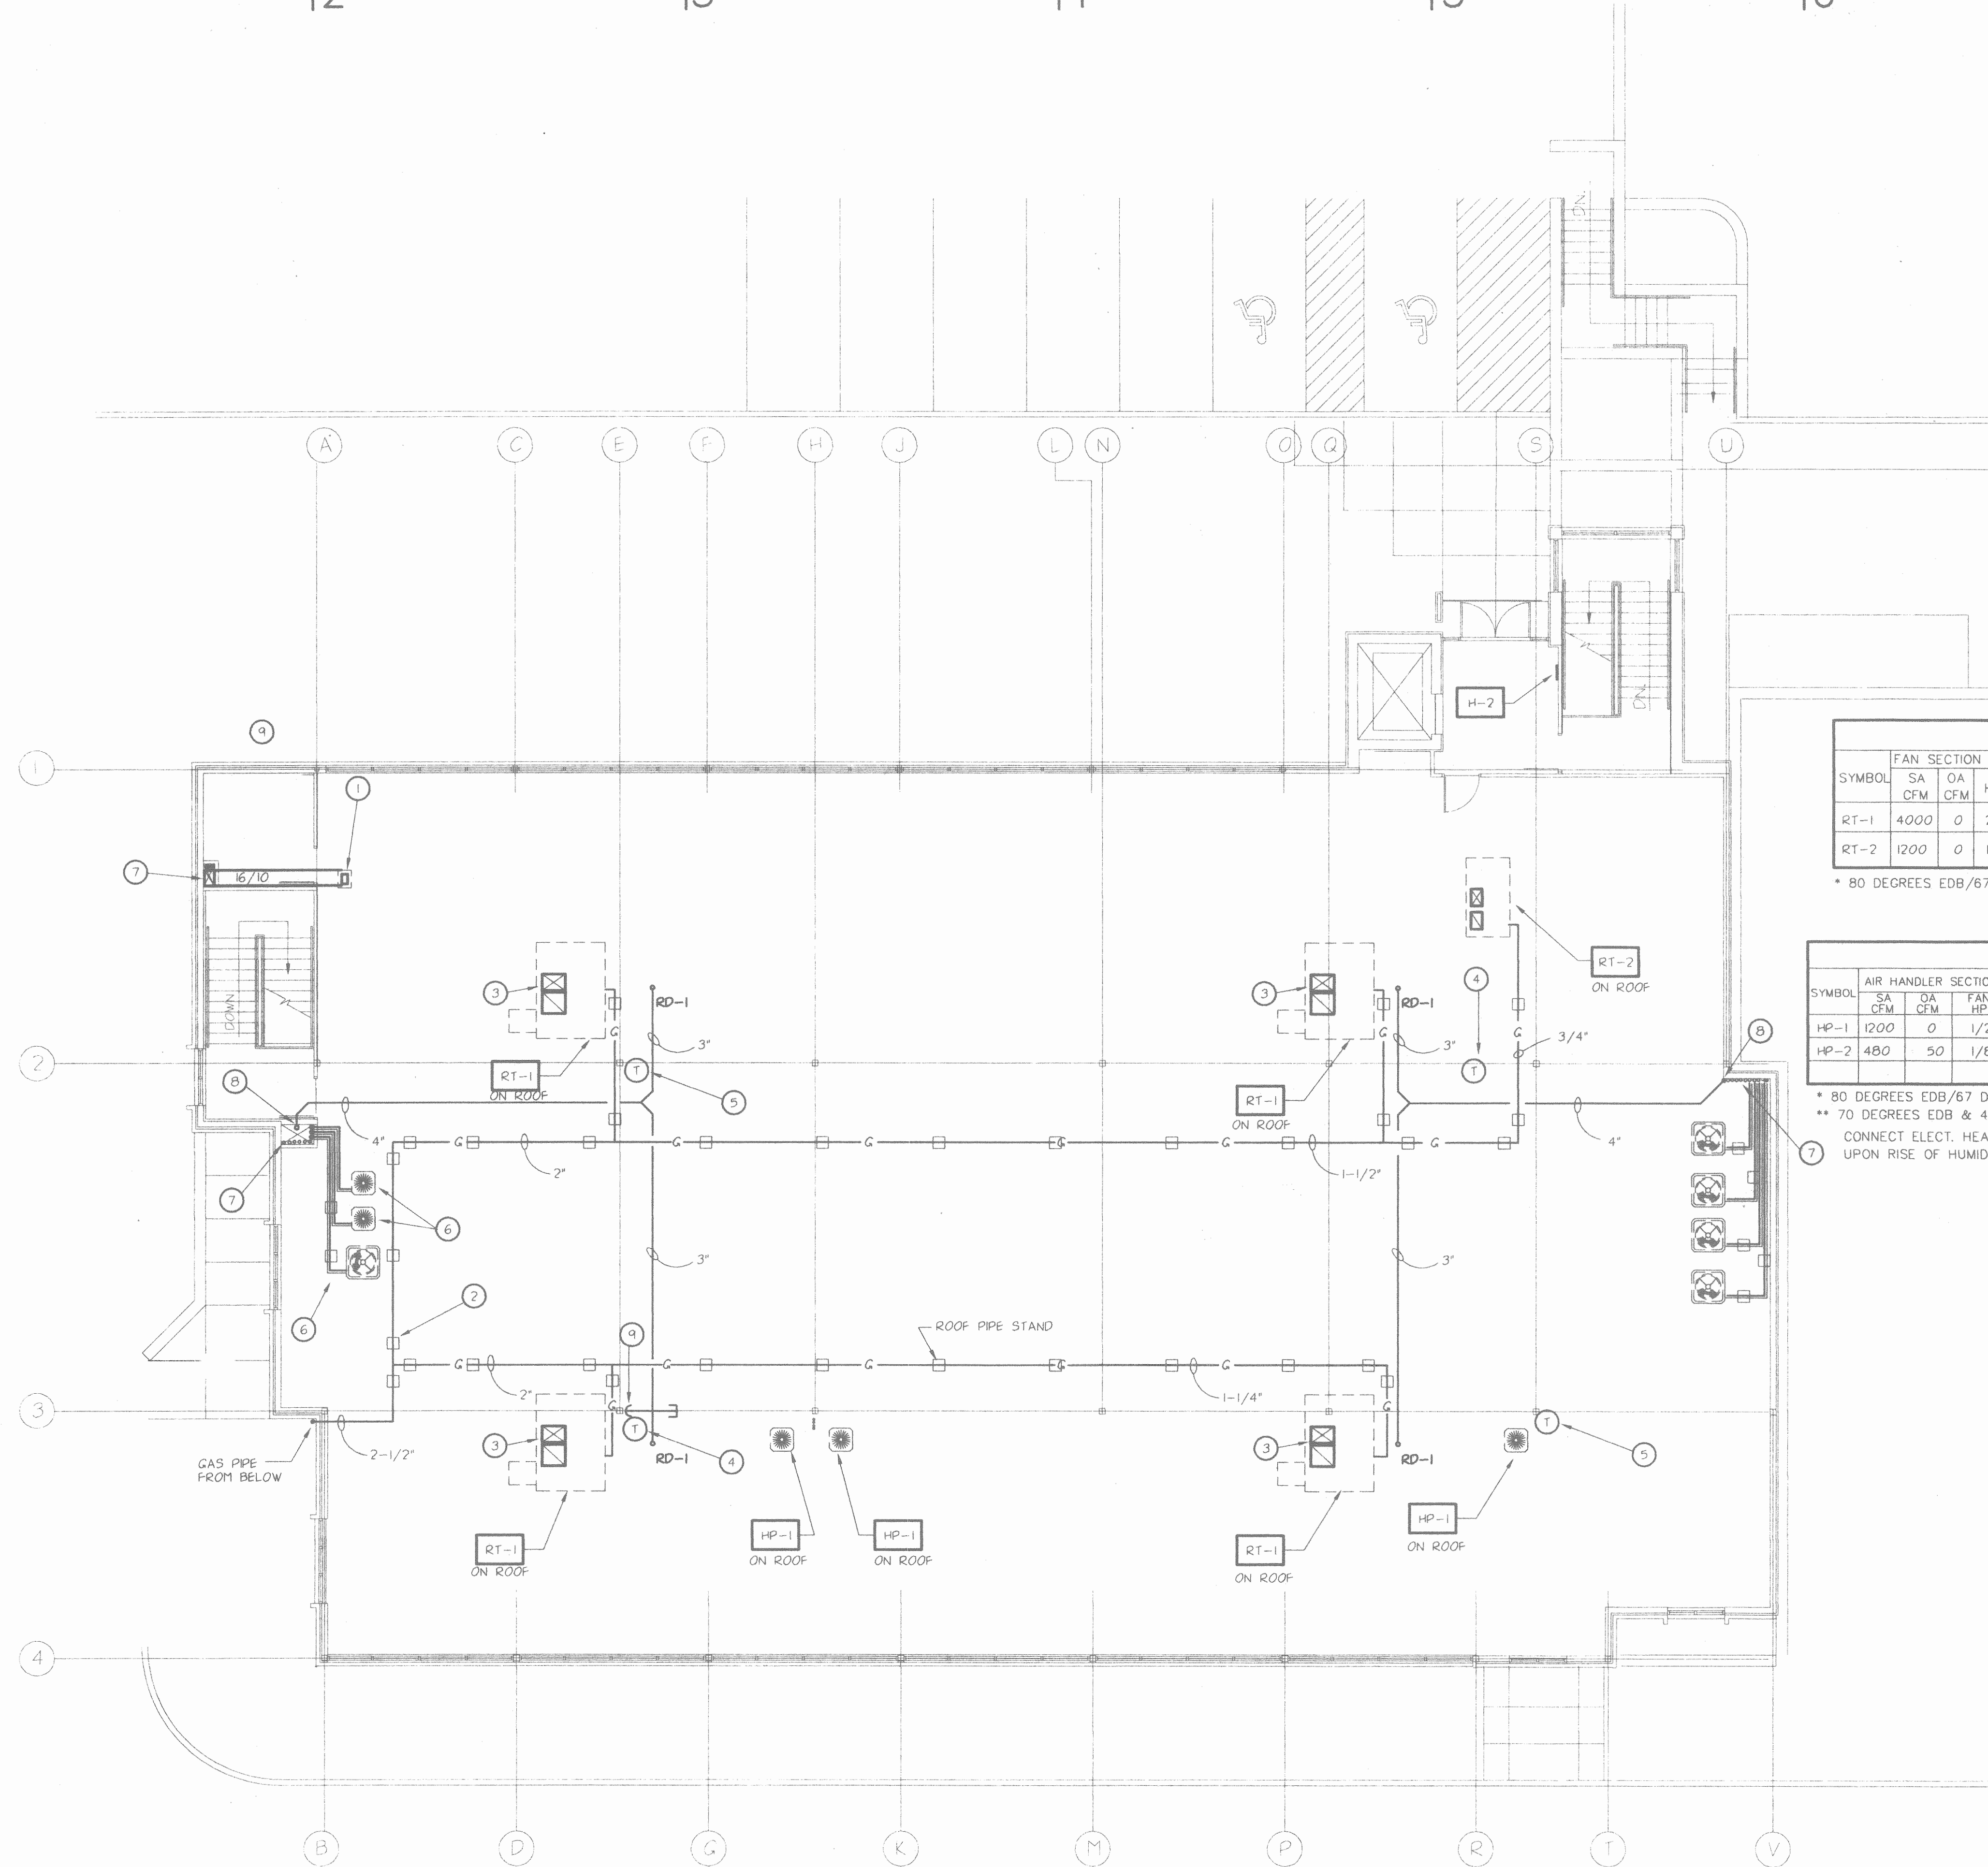 A
C
E
F
H
J
L
N
O
Q
S
U
DN.
DN.
H-2
9
1
1
7
16/10
DOWN
FAN SECTION
SYMBOL
SA
CFM
OA
CFM
RT-1 4000 0
RT-2 1200 0
* 80 DEGREES EDB/67
AIR HANDLER SECTIO
SYMBOL
SA
CFM
OA
CFM
FAN
HP
HP-1 1200 0 1/2
HP-2 480 50 1/8
* 80 DEGREES EDB/67 D
** 70 DEGREES EDB & 4
CONNECT ELECT. HEA
UPON RISE OF HUMID
3
RD-1
3"
G
3
RD-1
3"
G
4
G
3/4"
RT-2
ON ROOF
2
T
5
T
8
RT-1
ON ROOF
RT-1
ON ROOF
8
4"
4"
7
G
G
G
G
G
G
G
2"
1-1/2"
7
6
6
3"
3"
2
9
ROOF PIPE STAND
G
G
G
G
G
2"
1-1/4"
3
G
G
T
T
3
4
3
5
RD-1
RD-1
GAS PIPE
FROM BELOW
2-1/2"
RT-1
ON ROOF
HP-1
ON ROOF
HP-1
ON ROOF
RT-1
ON ROOF
HP-1
ON ROOF
4
B
D
G
K
M
P
R
T
V